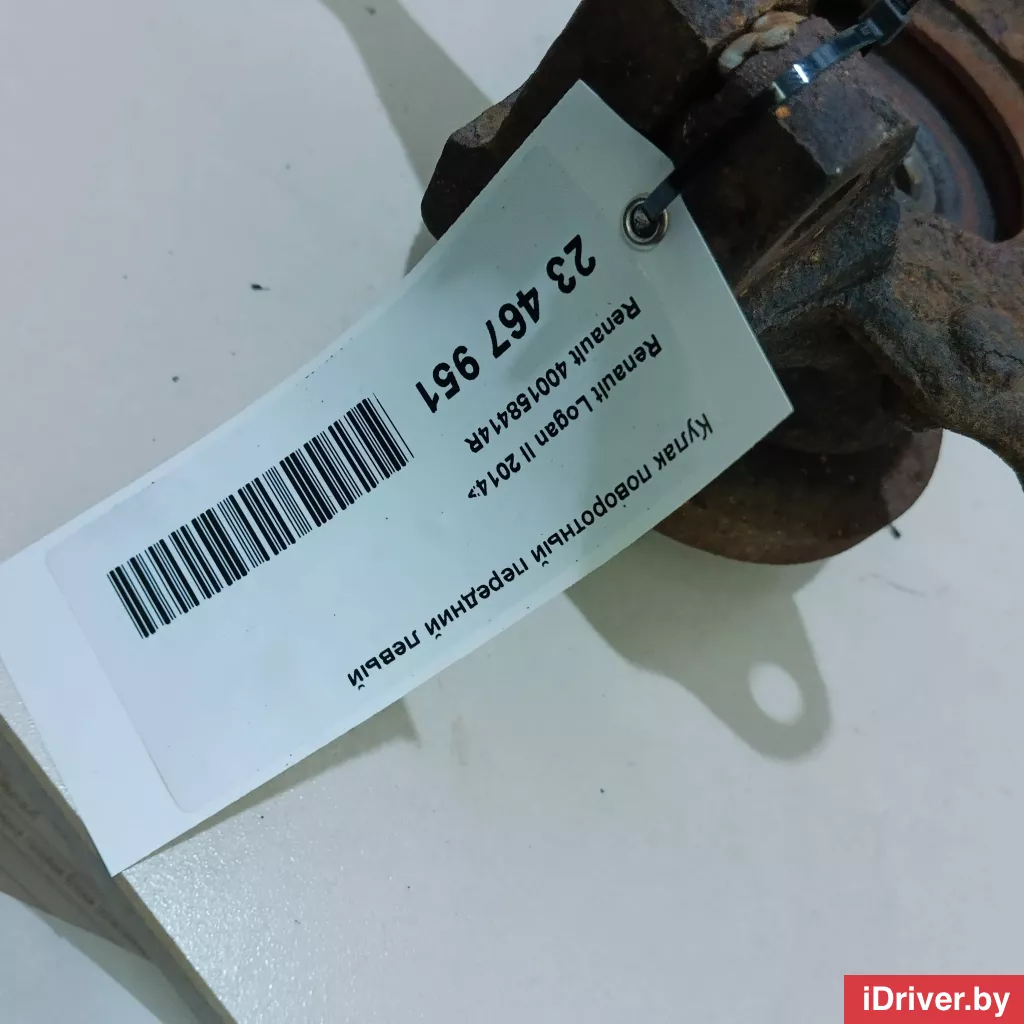 23 467 951
Renault 400158414R
Renault Logan II 2014>
Кулак поворотный передний левый
iDriver.by